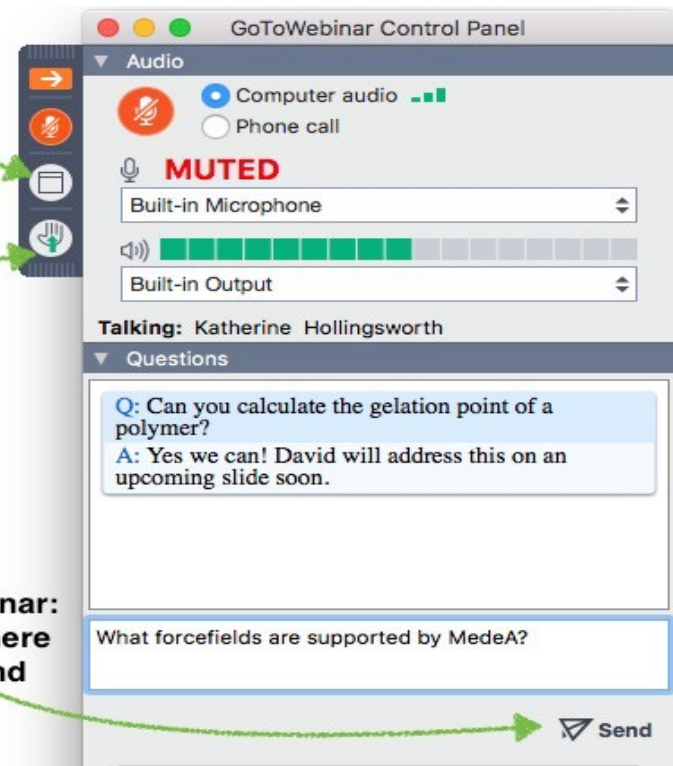 GoToWebinar Control Panel
Audio
Computer audio
Phone call
MUTED
Built-in Microphone
Built-in Output
Talking: Katherine Hollingsworth
Questions
Q: Can you calculate the gelation point of a
polymer?
A: Yes we can! David will address this on an
upcoming slide soon.
nar:
What forcefields are supported by MedeA?
Send